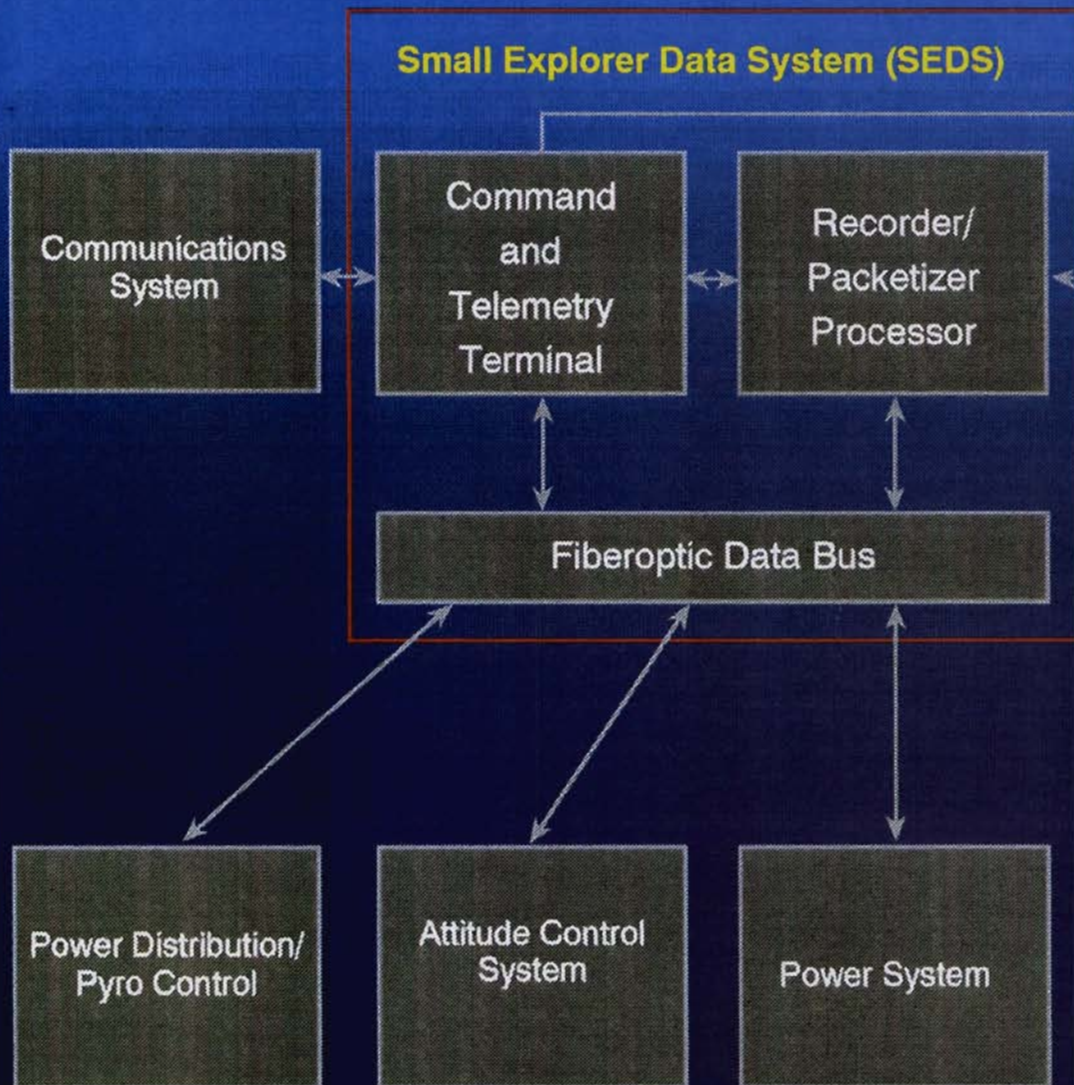 Small Explorer Data System (SEDS)
Communications
System
Command
and
Telemetry
Terminal
Recorder/
Packetizer
Processor
Fiberoptic Data Bus
Power Distribution/
Pyro Control
Attitude Control
System
Power System